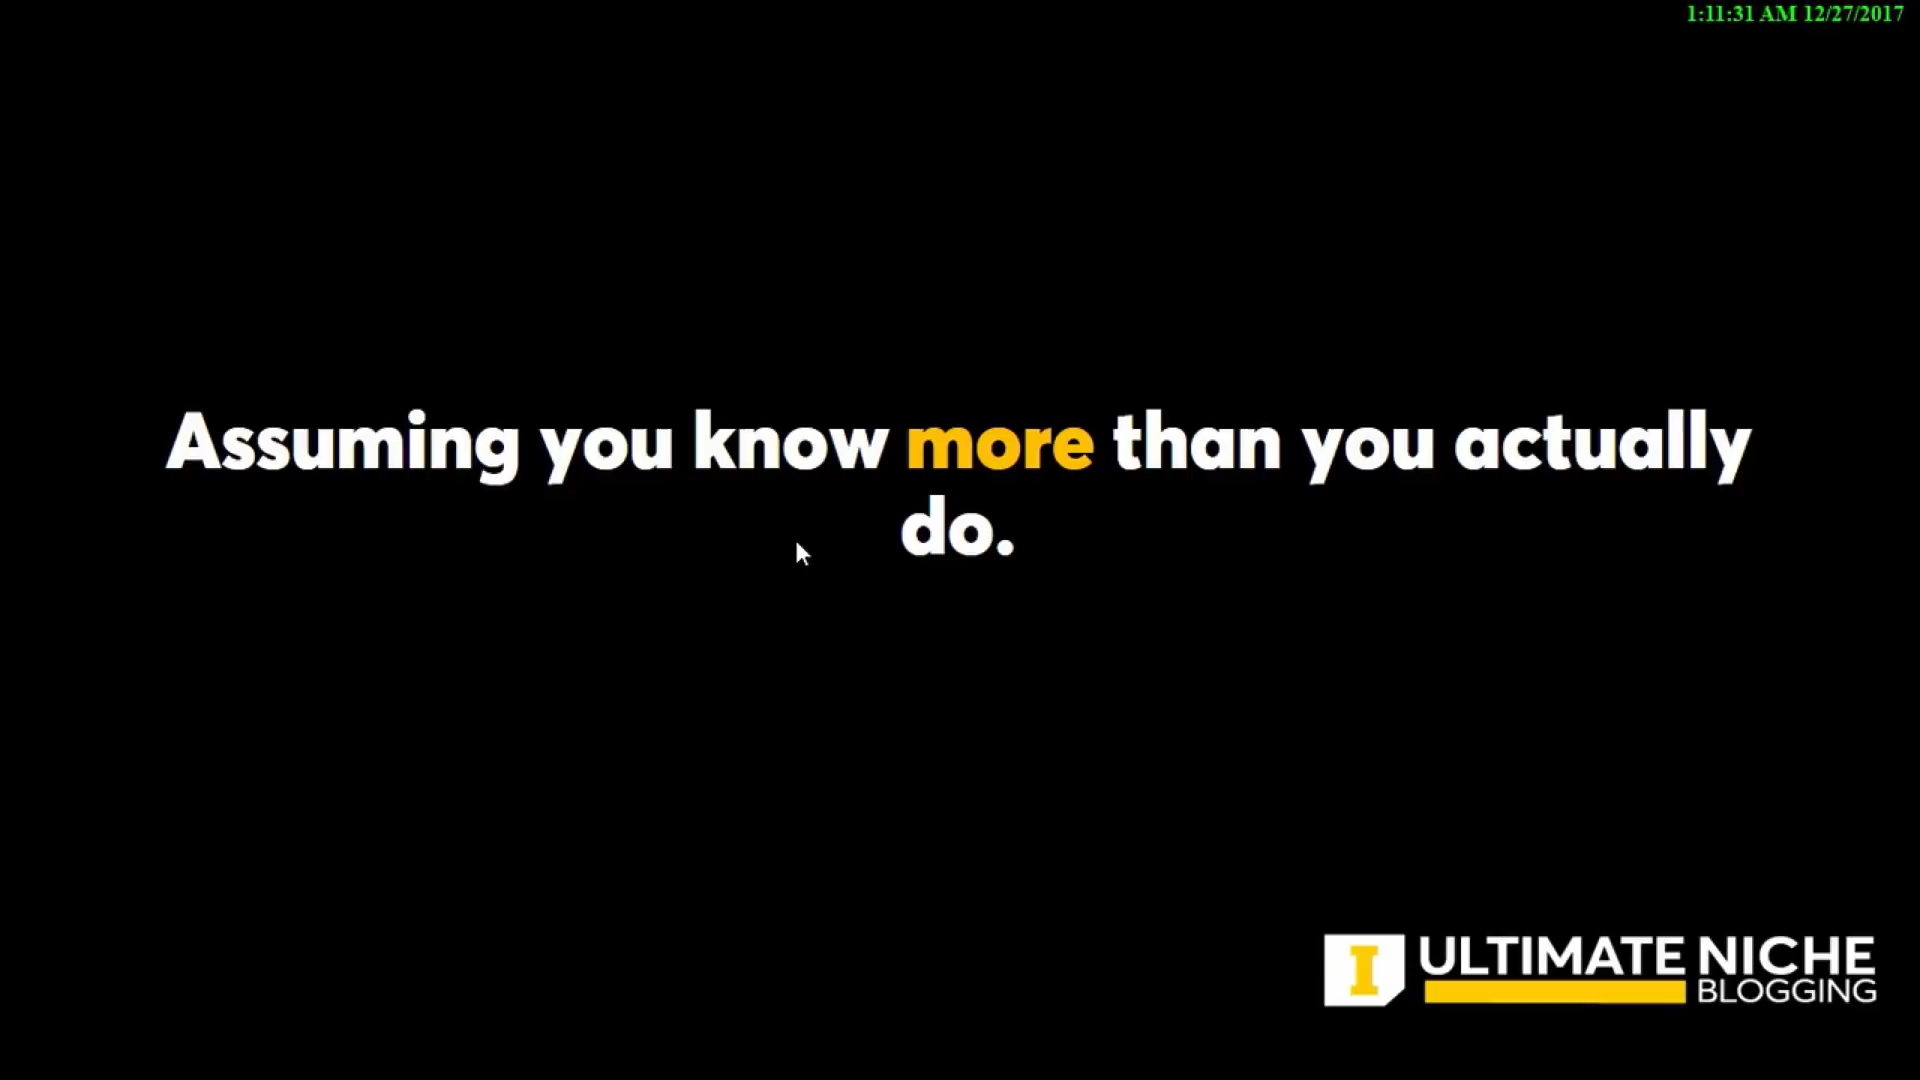 1:11:31 AM 12/27/2017
Assuming you know more than you actually
do.
I
ULTIMATE NICHE
BLOGGING